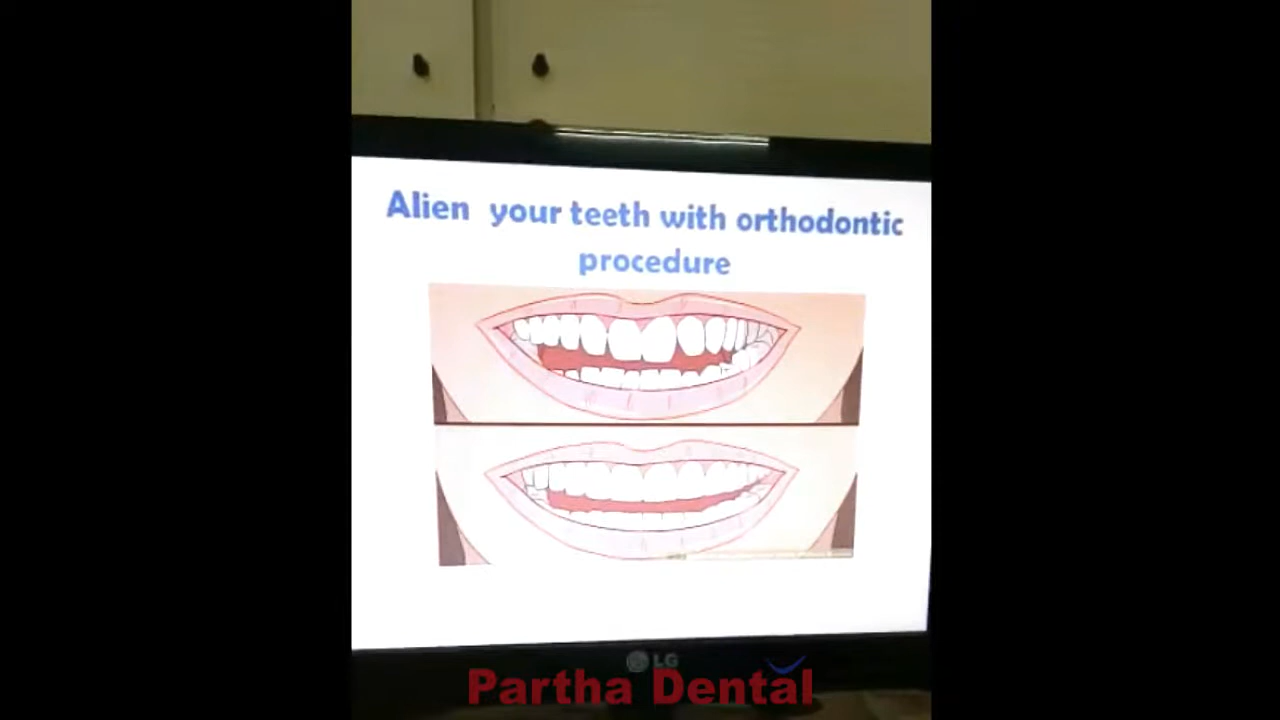 Alien your teeth with orthodontic
procedure
LG
Partha Dental